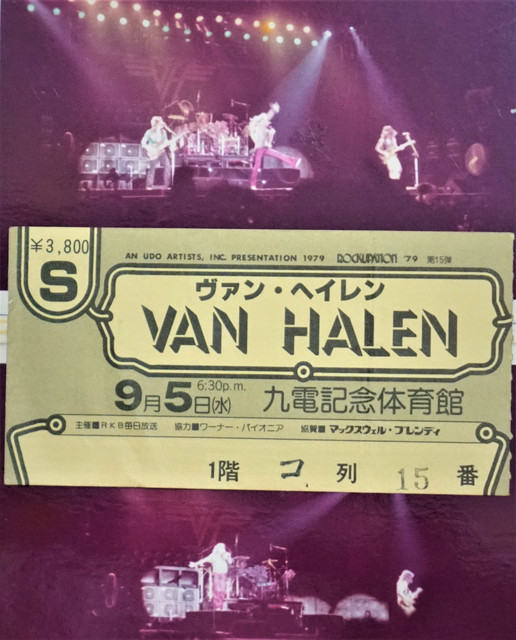 ¥3,800
S
AN UDO ARTISTS, INC. PRESENTATION 1979 ROCKUPATION '79 第15弾
ヴァン・ヘイレン
VAN HALEN
9月5日(水) 6:30p.m. 九電記念体育館
主催■RKB毎日放送 協力■ワーナー・パイオニア 協賛■マックスウェル・ブレンディ
1階 コ 列 15 番